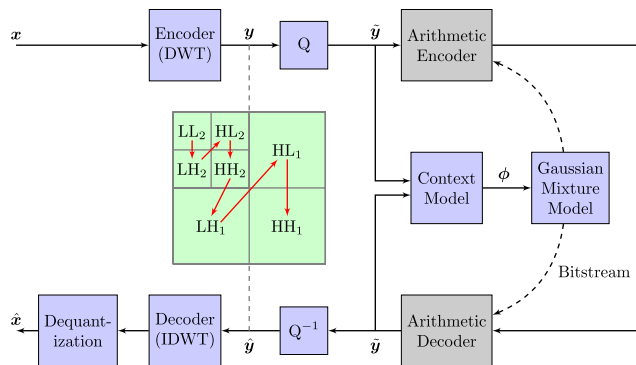 x
Encoder
(DWT)
y
Q
ỹ
Arithmetic
Encoder
LL₂
HL₂
LH₂
HH₂
HL₁
LH₁
HH₁
Context
Model
ϕ
Gaussian
Mixture
Model
Bitstream
x̂
Dequant-
ization
Decoder
(IDWT)
ŷ
Q⁻¹
ỹ
Arithmetic
Decoder